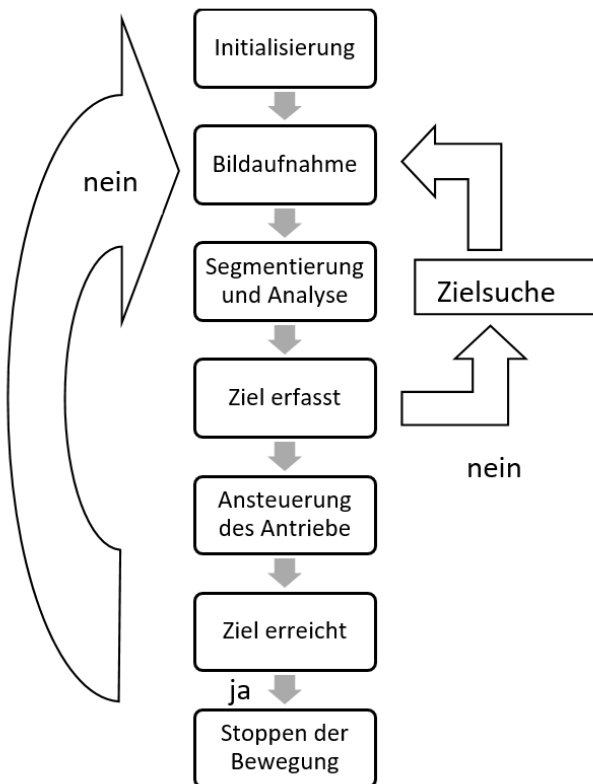 Initialisierung
nein
Bildaufnahme
Segmentierung
und Analyse
Zielsuche
Ziel erfasst
nein
Ansteuerung
des Antriebe
Ziel erreicht
ja
Stoppen der
Bewegung